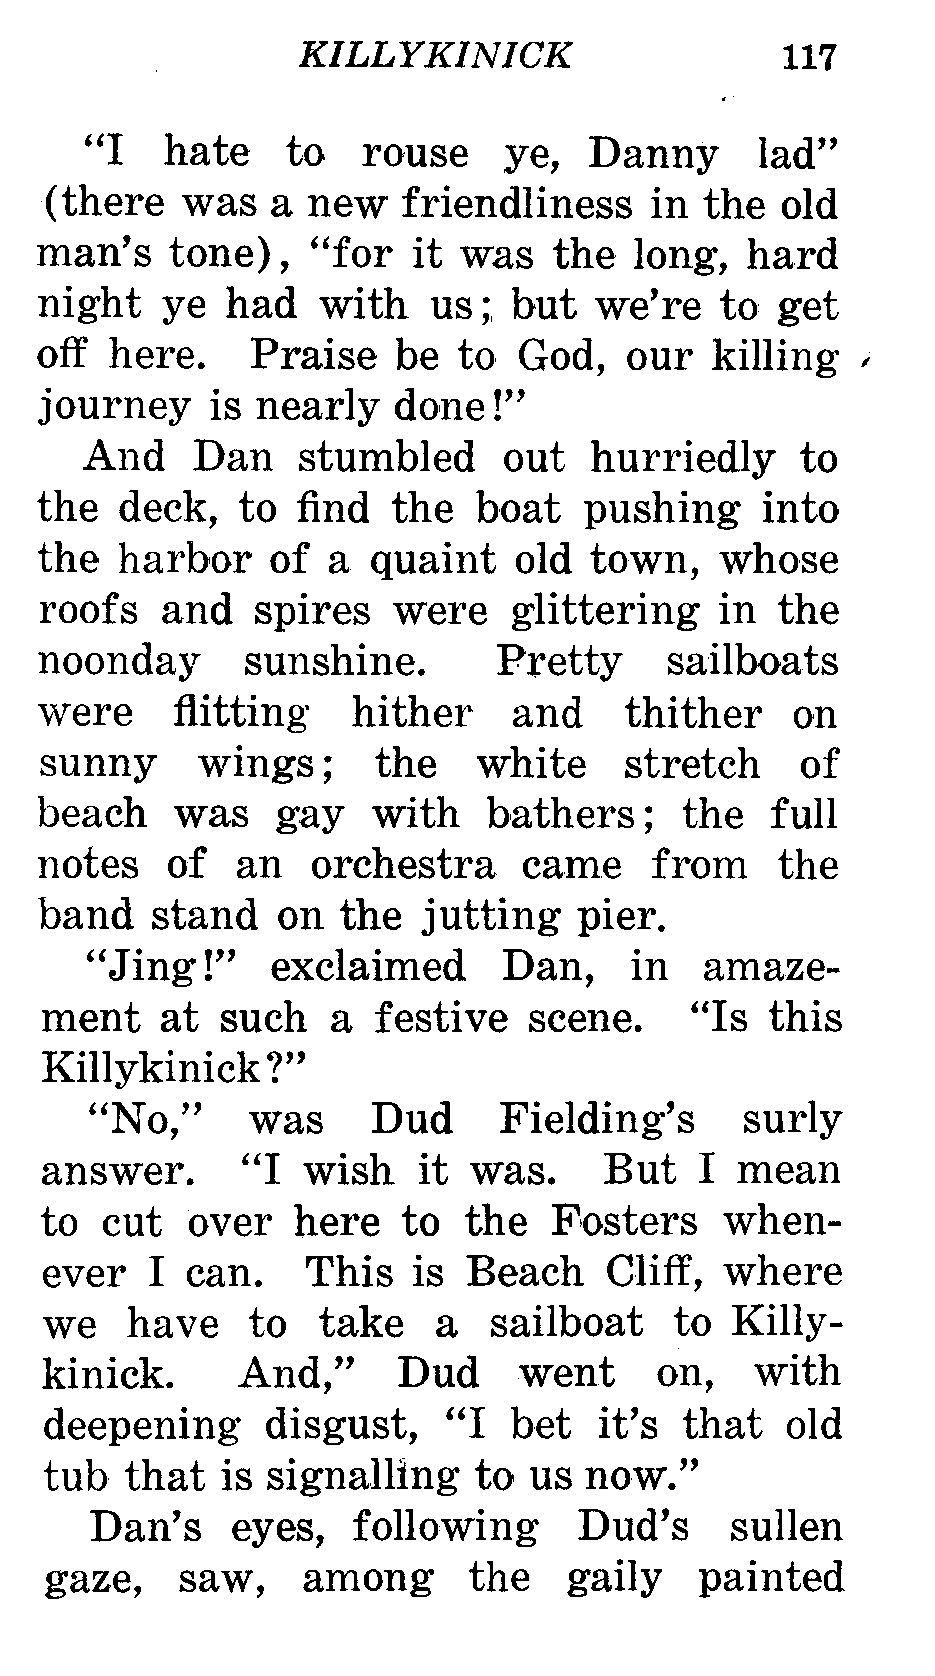 KILLYKINICK 117
"I hate to rouse ye, Danny lad"
(there was a new friendliness in the old
man's tone), "for it was the long, hard
night ye had with us; but we're to get
off here. Praise be to God, our killing
journey is nearly done!"
And Dan stumbled out hurriedly to
the deck, to find the boat pushing into
the harbor of a quaint old town, whose
roofs and spires were glittering in the
noonday sunshine. Pretty sailboats
were flitting hither and thither on
sunny wings; the white stretch of
beach was gay with bathers; the full
notes of an orchestra came from the
band stand on the jutting pier.
"Jing!" exclaimed Dan, in amaze-
ment at such a festive scene. "Is this
Killykinick?"
"No," was Dud Fielding's surly
answer. "I wish it was. But I mean
to cut over here to the Fosters when-
ever I can. This is Beach Cliff, where
we have to take a sailboat to Killy-
kinick. And," Dud went on, with
deepening disgust, "I bet it's that old
tub that is signalling to us now."
Dan's eyes, following Dud's sullen
gaze, saw, among the gaily painted